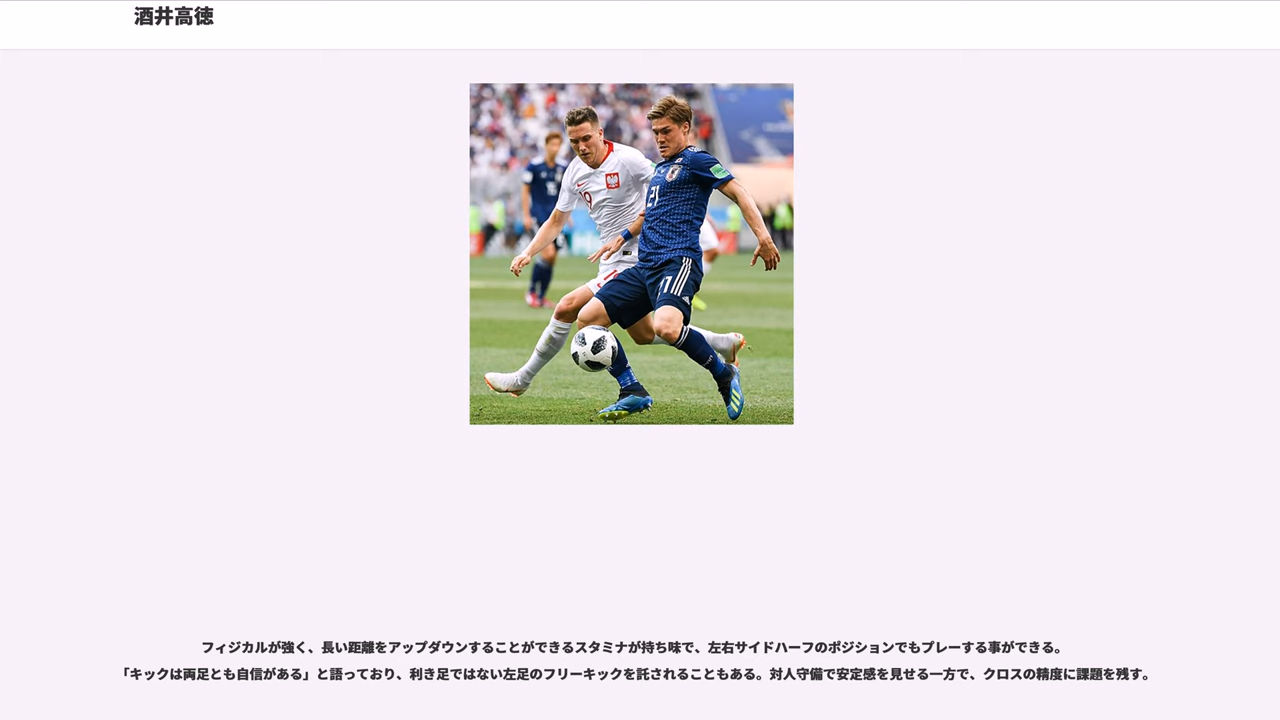 酒井高徳
19
21
フィジカルが強く、長い距離をアップダウンすることができるスタミナが持ち味で、左右サイドハーフのポジションでもプレーする事ができる。
「キックは両足とも自信がある」と語っており、利き足ではない左足のフリーキックを託されることもある。対人守備で安定感を見せる一方で、クロスの精度に課題を残す。